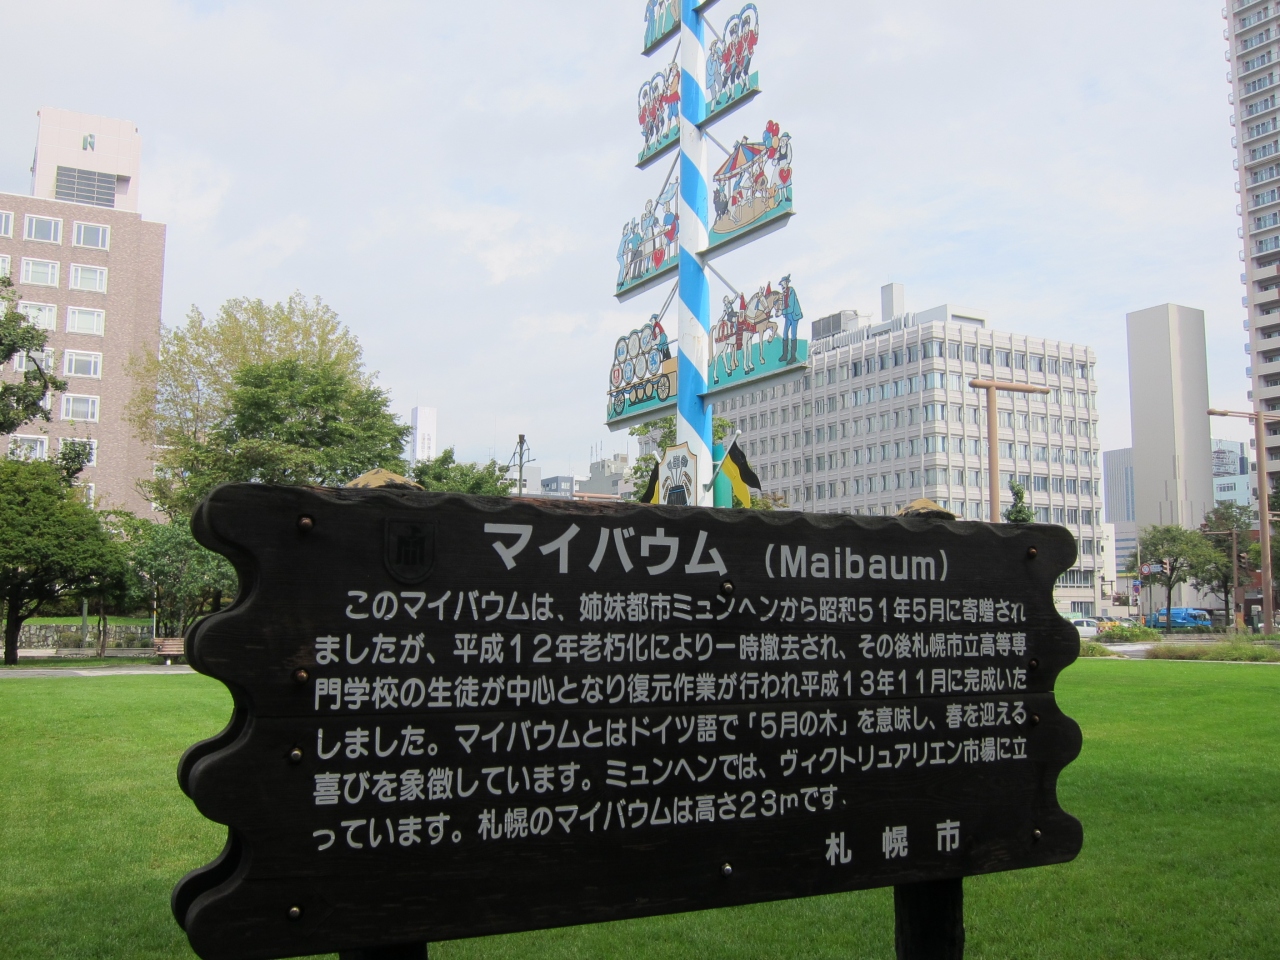 マイバウム (Maibaum)
このマイバウムは、姉妹都市ミュンヘンから昭和51年5月に寄贈され
ましたが、平成12年老朽化により一時撤去され、その後札幌市立高等専
門学校の生徒が中心となり復元作業が行われ平成13年11月に完成いた
しました。マイバウムとはドイツ語で「5月の木」を意味し、春を迎える
喜びを象徴しています。ミュンヘンでは、ヴィクトリュアリエン市場に立
っています。札幌のマイバウムは高さ23mです.
札幌市